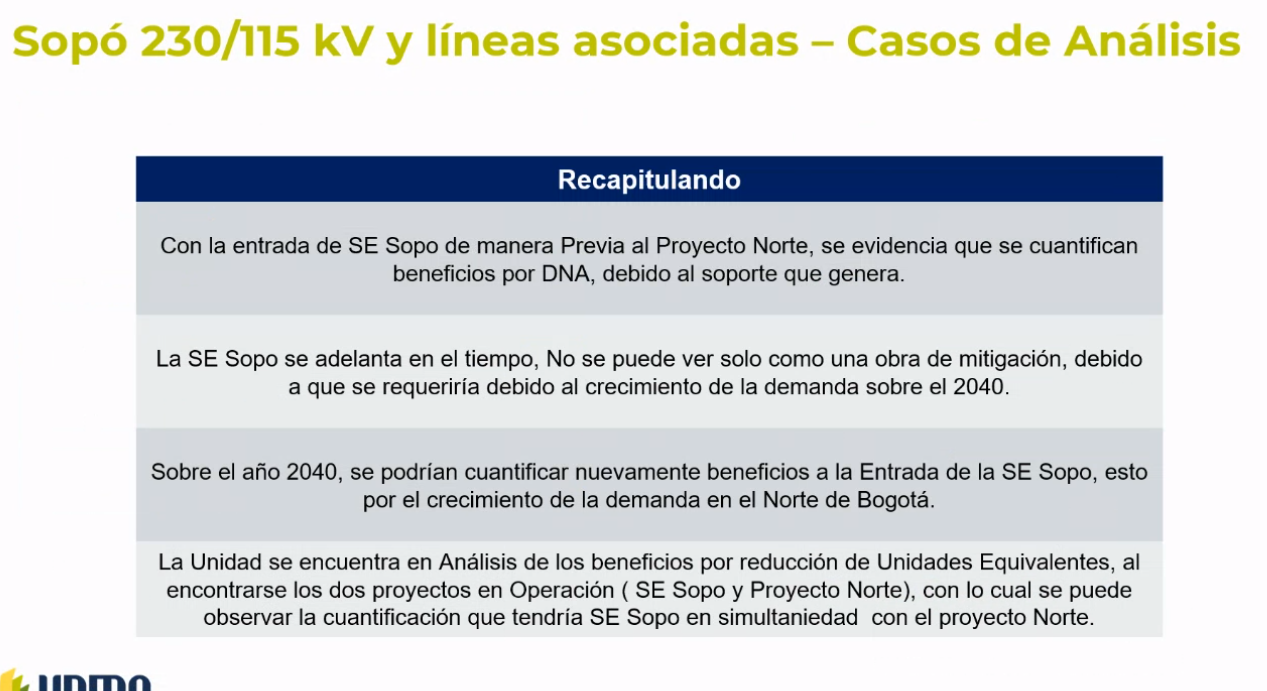 Sopó 230/115 kV y líneas asociadas – Casos de Análisis
Recapitulando
Con la entrada de SE Sopo de manera Previa al Proyecto Norte, se evidencia que se cuantifican
beneficios por DNA, debido al soporte que genera.
La SE Sopo se adelanta en el tiempo, No se puede ver solo como una obra de mitigación, debido
a que se requeriría debido al crecimiento de la demanda sobre el 2040.
Sobre el año 2040, se podrían cuantificar nuevamente beneficios a la Entrada de la SE Sopo, esto
por el crecimiento de la demanda en el Norte de Bogotá.
La Unidad se encuentra en Análisis de los beneficios por reducción de Unidades Equivalentes, al
encontrarse los dos proyectos en Operación ( SE Sopo y Proyecto Norte), con lo cual se puede
observar la cuantificación que tendría SE Sopo en simultaniedad  con el proyecto Norte.